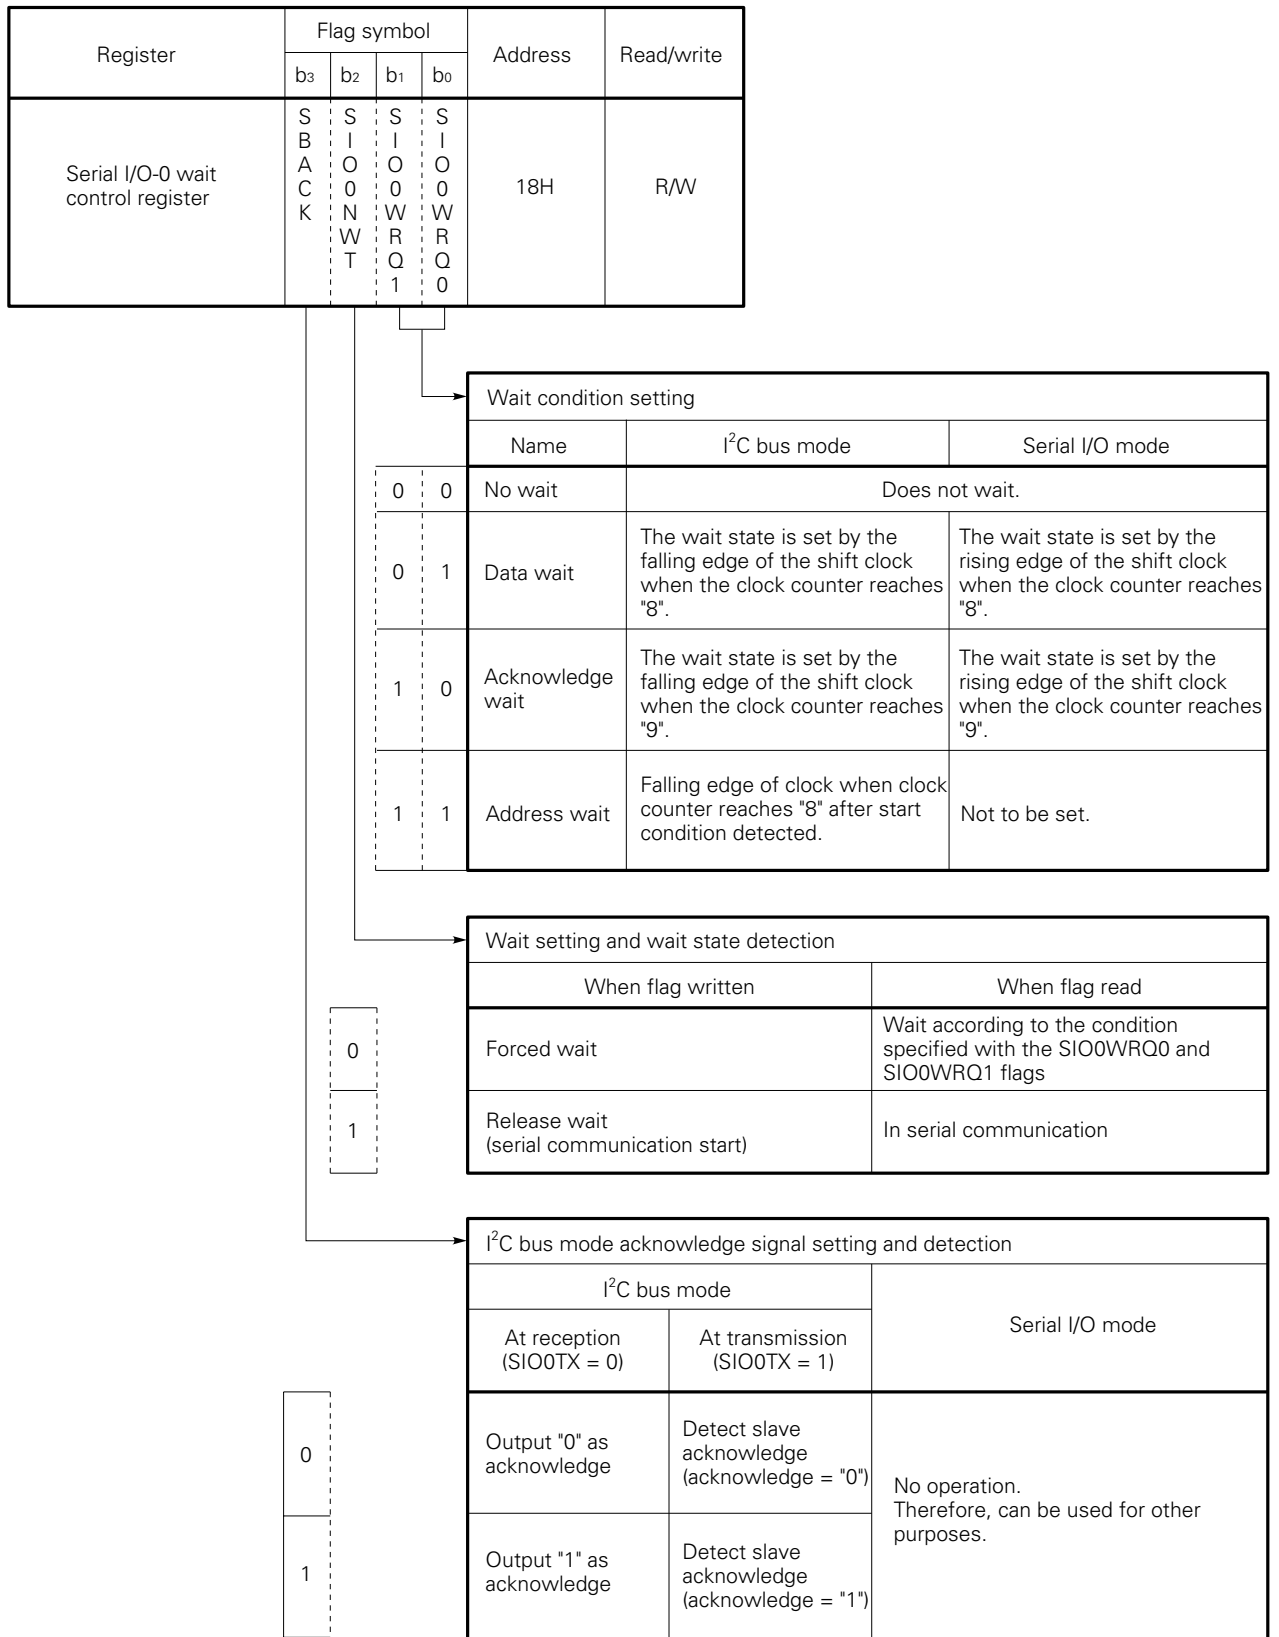 Register
Flag symbol
Address
Read/write
b3
b2
b1
b0
Serial I/O-0 wait
control register
SBACK
SIO0NWT
SIO0WRQ1
SIO0WRQ0
18H
R/W
Wait condition setting
Name
I²C bus mode
Serial I/O mode
0 0
No wait
Does not wait.
0 1
Data wait
The wait state is set by the
falling edge of the shift clock
when the clock counter reaches
"8".
The wait state is set by the
rising edge of the shift clock
when the clock counter reaches
"8".
1 0
Acknowledge
wait
The wait state is set by the
falling edge of the shift clock
when the clock counter reaches
"9".
The wait state is set by the
rising edge of the shift clock
when the clock counter reaches
"9".
1 1
Address wait
Falling edge of clock when clock
counter reaches "8" after start
condition detected.
Not to be set.
Wait setting and wait state detection
When flag written
When flag read
0
Forced wait
Wait according to the condition
specified with the SIO0WRQ0 and
SIO0WRQ1 flags
1
Release wait
(serial communication start)
In serial communication
I²C bus mode acknowledge signal setting and detection
I²C bus mode
Serial I/O mode
At reception
(SIO0TX = 0)
At transmission
(SIO0TX = 1)
0
Output "0" as
acknowledge
Detect slave
acknowledge
(acknowledge = "0")
No operation.
Therefore, can be used for other
purposes.
1
Output "1" as
acknowledge
Detect slave
acknowledge
(acknowledge = "1")